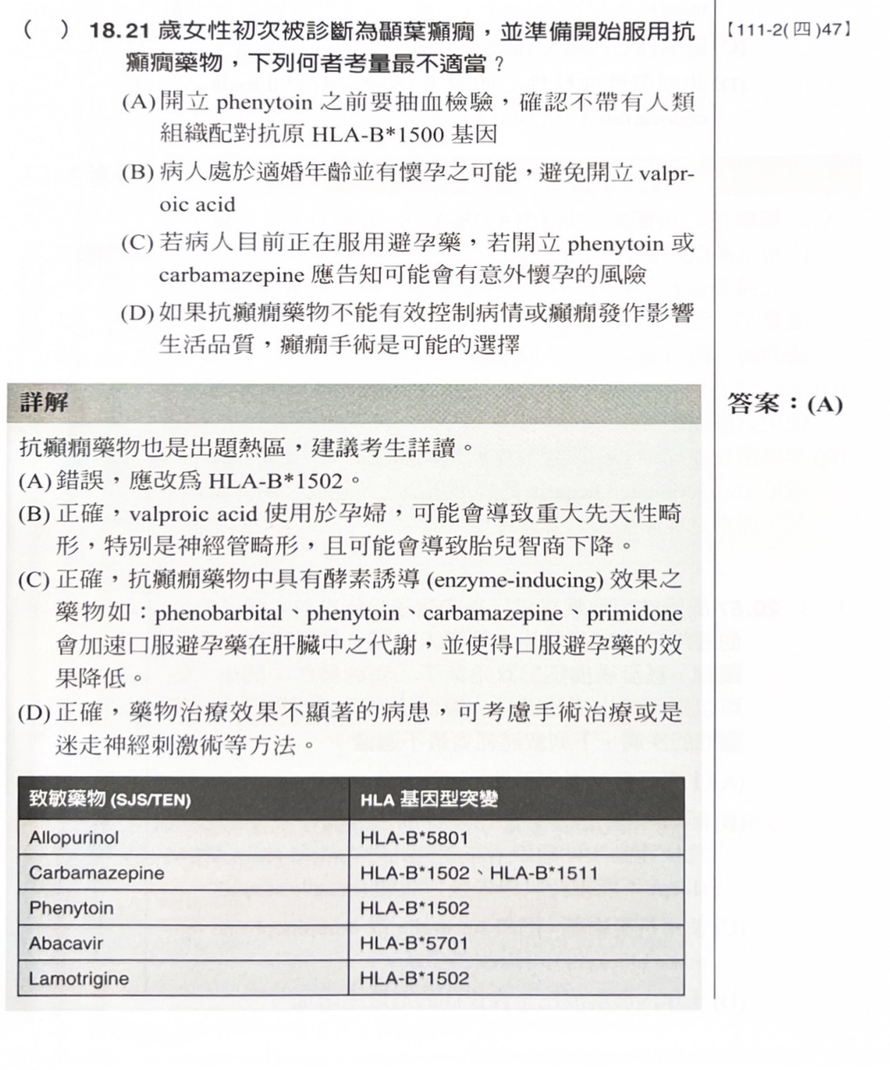 （　）18.21 歲女性初次被診斷為顳葉癲癇，並準備開始服用抗
癲癇藥物，下列何者考量最不適當？
(A) 開立 phenytoin 之前要抽血檢驗，確認不帶有人類
組織配對抗原 HLA-B*1500 基因
(B) 病人處於適婚年齡並有懷孕之可能，避免開立 valpr-
oic acid
(C) 若病人目前正在服用避孕藥，若開立 phenytoin 或
carbamazepine 應告知可能會有意外懷孕的風險
(D) 如果抗癲癇藥物不能有效控制病情或癲癇發作影響
生活品質，癲癇手術是可能的選擇
【111-2(四)47】
詳解
答案：(A)
抗癲癇藥物也是出題熱區，建議考生詳讀。
(A) 錯誤，應改為 HLA-B*1502。
(B) 正確，valproic acid 使用於孕婦，可能會導致重大先天性畸
形，特別是神經管畸形，且可能會導致胎兒智商下降。
(C) 正確，抗癲癇藥物中具有酵素誘導 (enzyme-inducing) 效果之
藥物如：phenobarbital、phenytoin、carbamazepine、primidone
會加速口服避孕藥在肝臟中之代謝，並使得口服避孕藥的效
果降低。
(D) 正確，藥物治療效果不顯著的病患，可考慮手術治療或是
迷走神經刺激術等方法。
致敏藥物 (SJS/TEN) HLA 基因型突變
Allopurinol HLA-B*5801
Carbamazepine HLA-B*1502、HLA-B*1511
Phenytoin HLA-B*1502
Abacavir HLA-B*5701
Lamotrigine HLA-B*1502